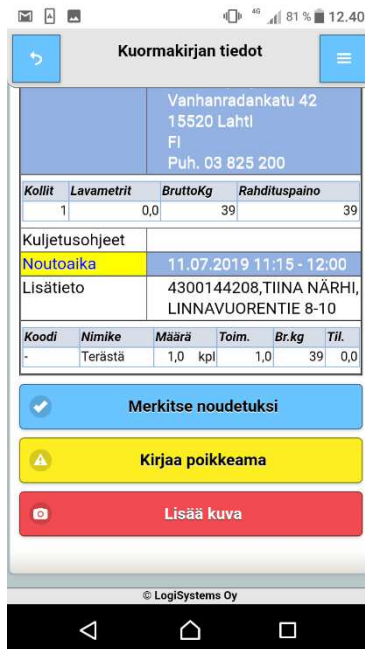 4G 81 % 12.40
Kuormakirjan tiedot
Vanhanradankatu 42
15520 Lahti
FI
Puh. 03 825 200
Kollit Lavametrit BruttoKg Rahdituspaino
1 0,0 39 39
Kuljetusohjeet
Noutoaika 11.07.2019 11:15 - 12:00
Lisätieto 4300144208,TIINA NÄRHI,
LINNAVUORENTIE 8-10
Koodi Nimike Määrä Toim. Br.kg Til.
- Terästä 1,0 kpl 1,0 39 0,0
Merkitse noudetuksi
Kirjaa poikkeama
Lisää kuva
© LogiSystems Oy